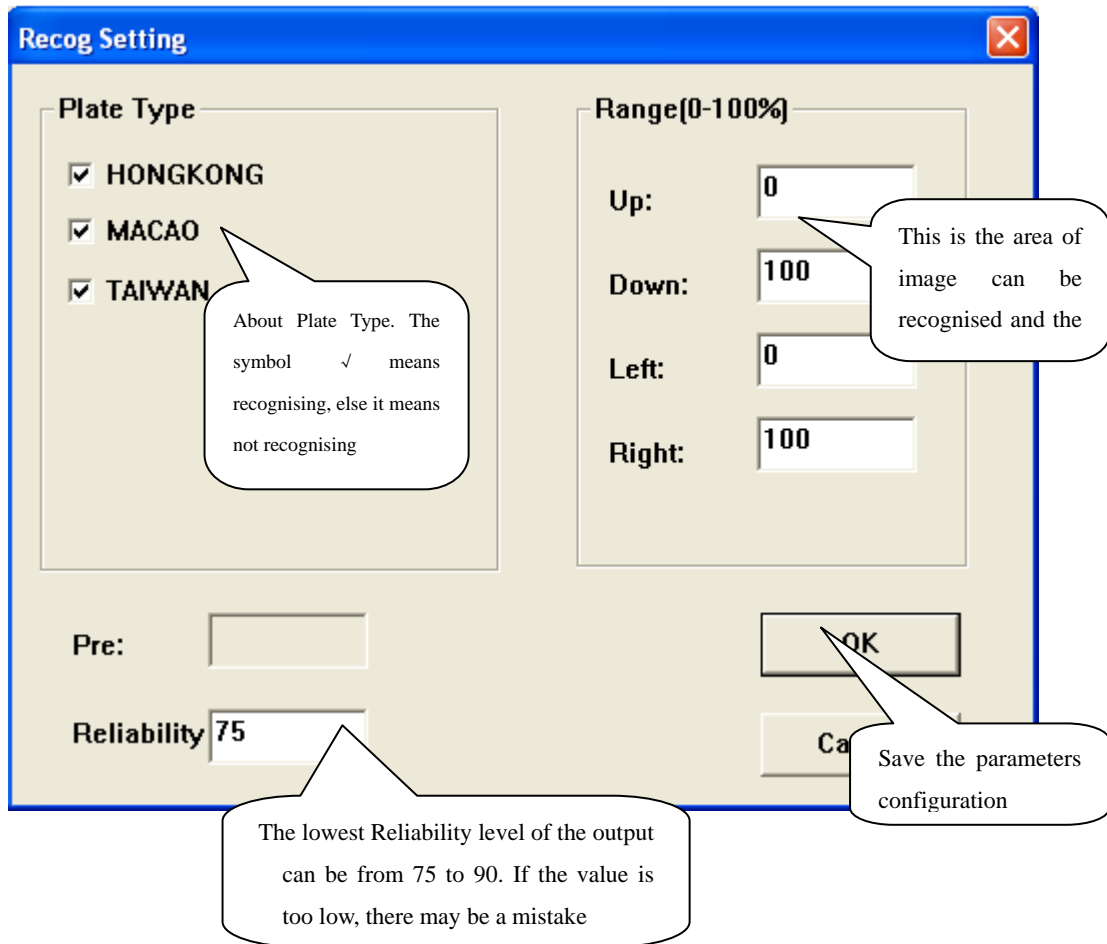 Recog Setting
Plate Type
HONGKONG
MACAO
TAIWAN
About Plate Type. The
symbol √ means
recognising, else it means
not recognising
Range(0-100%)
Up: 0
Down: 100
Left: 0
Right: 100
This is the area of
image can be
recognised and the
Pre:
Reliability 75
The lowest Reliability level of the output
can be from 75 to 90. If the value is
too low, there may be a mistake
OK
Ca
Save the parameters
configuration